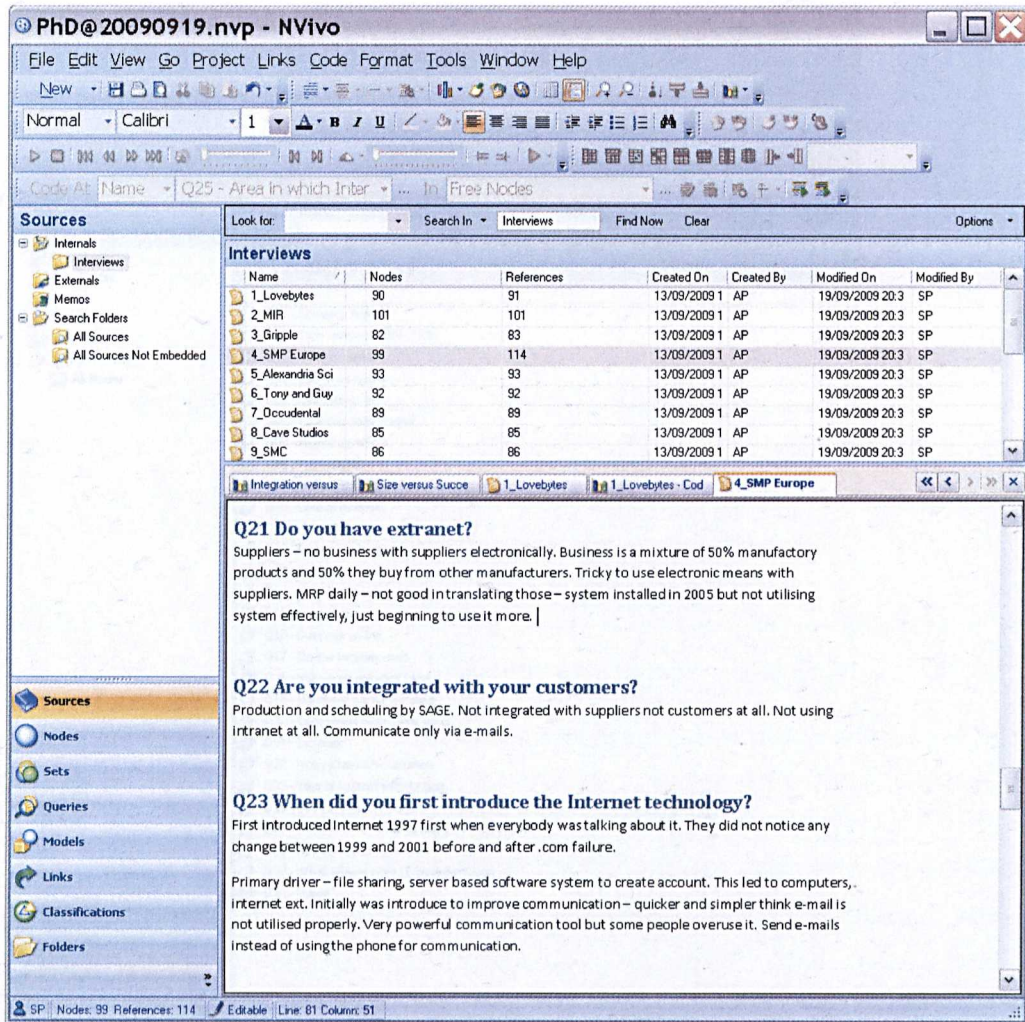 PhD@20090919.nvp - NVivo
File Edit View Go Project Links Code Format Tools Window Help
New
Normal Calibri 1 A B I U
Code At Name Q25 - Area in which Inter ... In Free Nodes
Sources
Internals
Interviews
Externals
Memos
Search Folders
All Sources
All Sources Not Embedded
Look for: Search In Interviews Find Now Clear Options
Interviews
Name Nodes References Created On Created By Modified On Modified By
1_Lovebytes 90 91 13/09/2009 1 AP 19/09/2009 20:3 SP
2_MIR 101 101 13/09/2009 1 AP 19/09/2009 20:3 SP
3_Gripple 82 83 13/09/2009 1 AP 19/09/2009 20:3 SP
4_SMP Europe 99 114 13/09/2009 1 AP 19/09/2009 20:3 SP
5_Alexandria Sci 93 93 13/09/2009 1 AP 19/09/2009 20:3 SP
6_Tony and Guy 92 92 13/09/2009 1 AP 19/09/2009 20:3 SP
7_Occudental 89 89 13/09/2009 1 AP 19/09/2009 20:3 SP
8_Cave Studios 85 85 13/09/2009 1 AP 19/09/2009 20:3 SP
9_SMC 86 86 13/09/2009 1 AP 19/09/2009 20:3 SP
Integration versus Size versus Succe 1_Lovebytes 1_Lovebytes - Cod 4_SMP Europe
Q21 Do you have extranet?
Suppliers – no business with suppliers electronically. Business is a mixture of 50% manufactory
products and 50% they buy from other manufacturers. Tricky to use electronic means with
suppliers. MRP daily – not good in translating those – system installed in 2005 but not utilising
system effectively, just beginning to use it more.
Q22 Are you integrated with your customers?
Production and scheduling by SAGE. Not integrated with suppliers not customers at all. Not using
intranet at all. Communicate only via e-mails.
Q23 When did you first introduce the Internet technology?
First introduced Internet 1997 first when everybody was talking about it. They did not notice any
change between 1999 and 2001 before and after .com failure.
Primary driver – file sharing, server based software system to create account. This led to computers,
internet ext. Initially was introduce to improve communication – quicker and simpler think e-mail is
not utilised properly. Very powerful communication tool but some people overuse it. Send e-mails
instead of using the phone for communication.
Sources
Nodes
Sets
Queries
Models
Links
Classifications
Folders
SP Nodes: 99 References: 114 Editable Line: 81 Column: 51